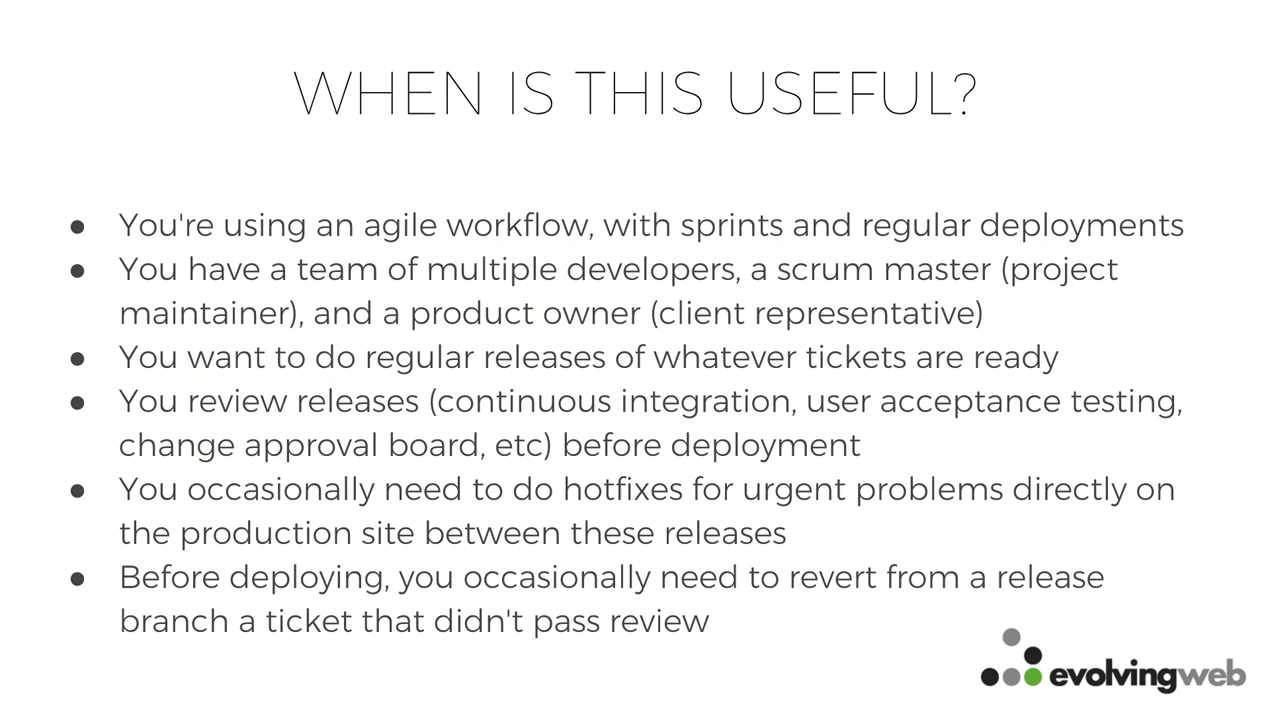 WHEN IS THIS USEFUL?
● You're using an agile workflow, with sprints and regular deployments
● You have a team of multiple developers, a scrum master (project
maintainer), and a product owner (client representative)
● You want to do regular releases of whatever tickets are ready
● You review releases (continuous integration, user acceptance testing,
change approval board, etc) before deployment
● You occasionally need to do hotfixes for urgent problems directly on
the production site between these releases
● Before deploying, you occasionally need to revert from a release
branch a ticket that didn't pass review
evolvingweb